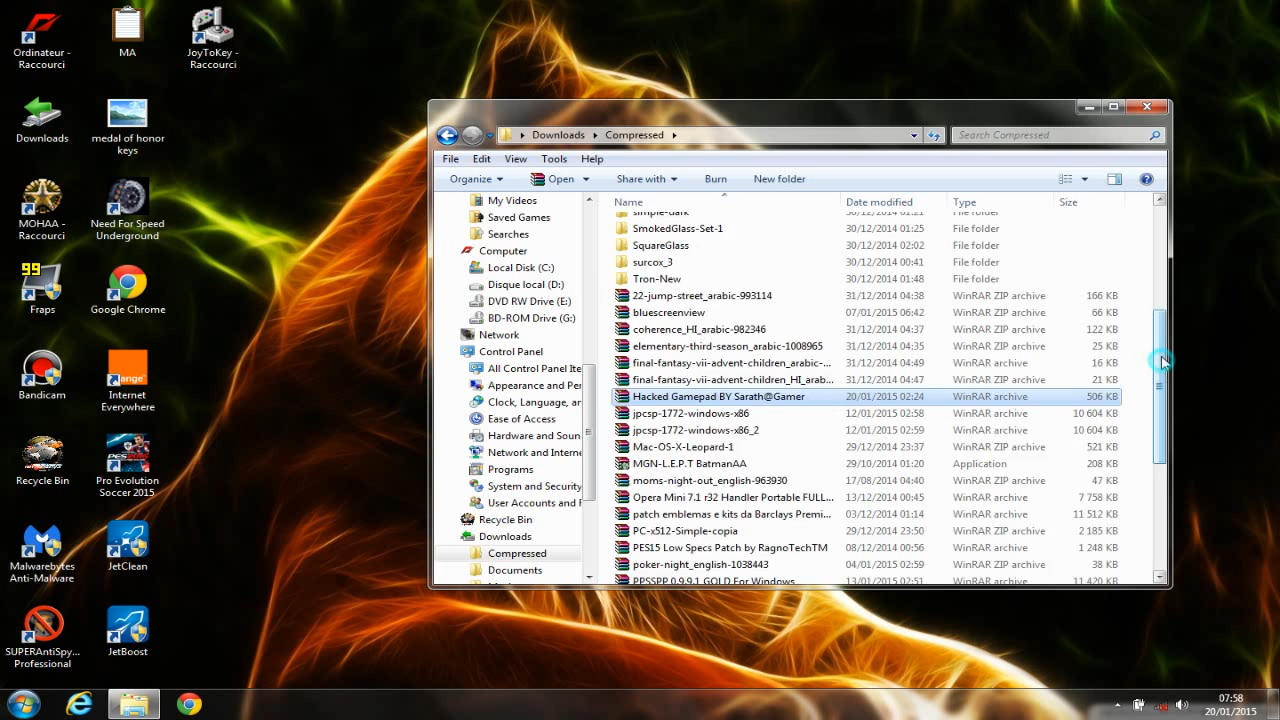 Ordinateur -
Raccourci
MA
JoyToKey -
Raccourci
Downloads
medal of honor
keys
MOHAA -
Raccourci
Need For Speed
Underground
99
Fraps
Google Chrome
Bandicam
orange
Internet
Everywhere
Recycle Bin
Pro Evolution
Soccer 2015
Malwarebytes
Anti-Malware
JetClean
SUPERAntiSpy...
Professional
JetBoost
Downloads
Compressed
Search Compressed
File Edit View Tools Help
Organize Open Share with Burn New folder
My Videos
Saved Games
Searches
Computer
Local Disk (C:)
Disque local (D:)
DVD RW Drive (E:)
BD-ROM Drive (G:)
Network
Control Panel
All Control Panel Ite
Appearance and Per
Clock, Language, an
Ease of Access
Hardware and Soun
Network and Interne
Programs
System and Security
User Accounts and F
Recycle Bin
Downloads
Compressed
Documents
Name Date modified Type Size
simple-dark 30/12/2014 01:21 File folder
SmokedGlass-Set-1 30/12/2014 01:25 File folder
SquareGlass 30/12/2014 02:02 File folder
surcox_3 30/12/2014 00:41 File folder
Tron-New 30/12/2014 01:48 File folder
22-jump-street_arabic-993114 31/12/2014 04:38 WinRAR ZIP archive 166 KB
bluescreenview 07/01/2015 06:42 WinRAR ZIP archive 66 KB
coherence_HI_arabic-982346 31/12/2014 04:37 WinRAR ZIP archive 122 KB
elementary-third-season_arabic-1008965 31/12/2014 04:35 WinRAR ZIP archive 25 KB
final-fantasy-vii-advent-children_arabic-... 31/12/2014 04:49 WinRAR archive 16 KB
final-fantasy-vii-advent-children_HI_arab... 31/12/2014 04:47 WinRAR archive 21 KB
Hacked Gamepad BY Sarath@Gamer 20/01/2015 02:24 WinRAR archive 506 KB
jpcsp-1772-windows-x86 12/01/2015 02:58 WinRAR archive 10 604 KB
jpcsp-1772-windows-x86_2 12/01/2015 02:59 WinRAR archive 10 604 KB
Mac-OS-X-Leopard-1 29/12/2014 23:37 WinRAR archive 521 KB
MGN-L.E.P.T BatmanAA 29/10/2014 01:20 Application 208 KB
moms-night-out_english-963930 17/08/2014 04:40 WinRAR ZIP archive 47 KB
Opera Mini 7.1 r32 Handler Portable FULL... 13/12/2014 00:45 WinRAR archive 7 758 KB
patch emblemas e kits da Barclays Premi... 03/12/2014 01:14 WinRAR archive 11 512 KB
PC-x512-Simple-copia 29/12/2014 23:50 WinRAR ZIP archive 2 185 KB
PES15 Low Specs Patch by RagnoTechTM 08/12/2014 00:56 WinRAR archive 1 248 KB
poker-night_english-1038443 04/01/2015 02:59 WinRAR ZIP archive 38 KB
PPSSPP 0.9.9.1 GOLD For Windows 13/01/2015 02:51 WinRAR archive 11 420 KB
07:58
20/01/2015